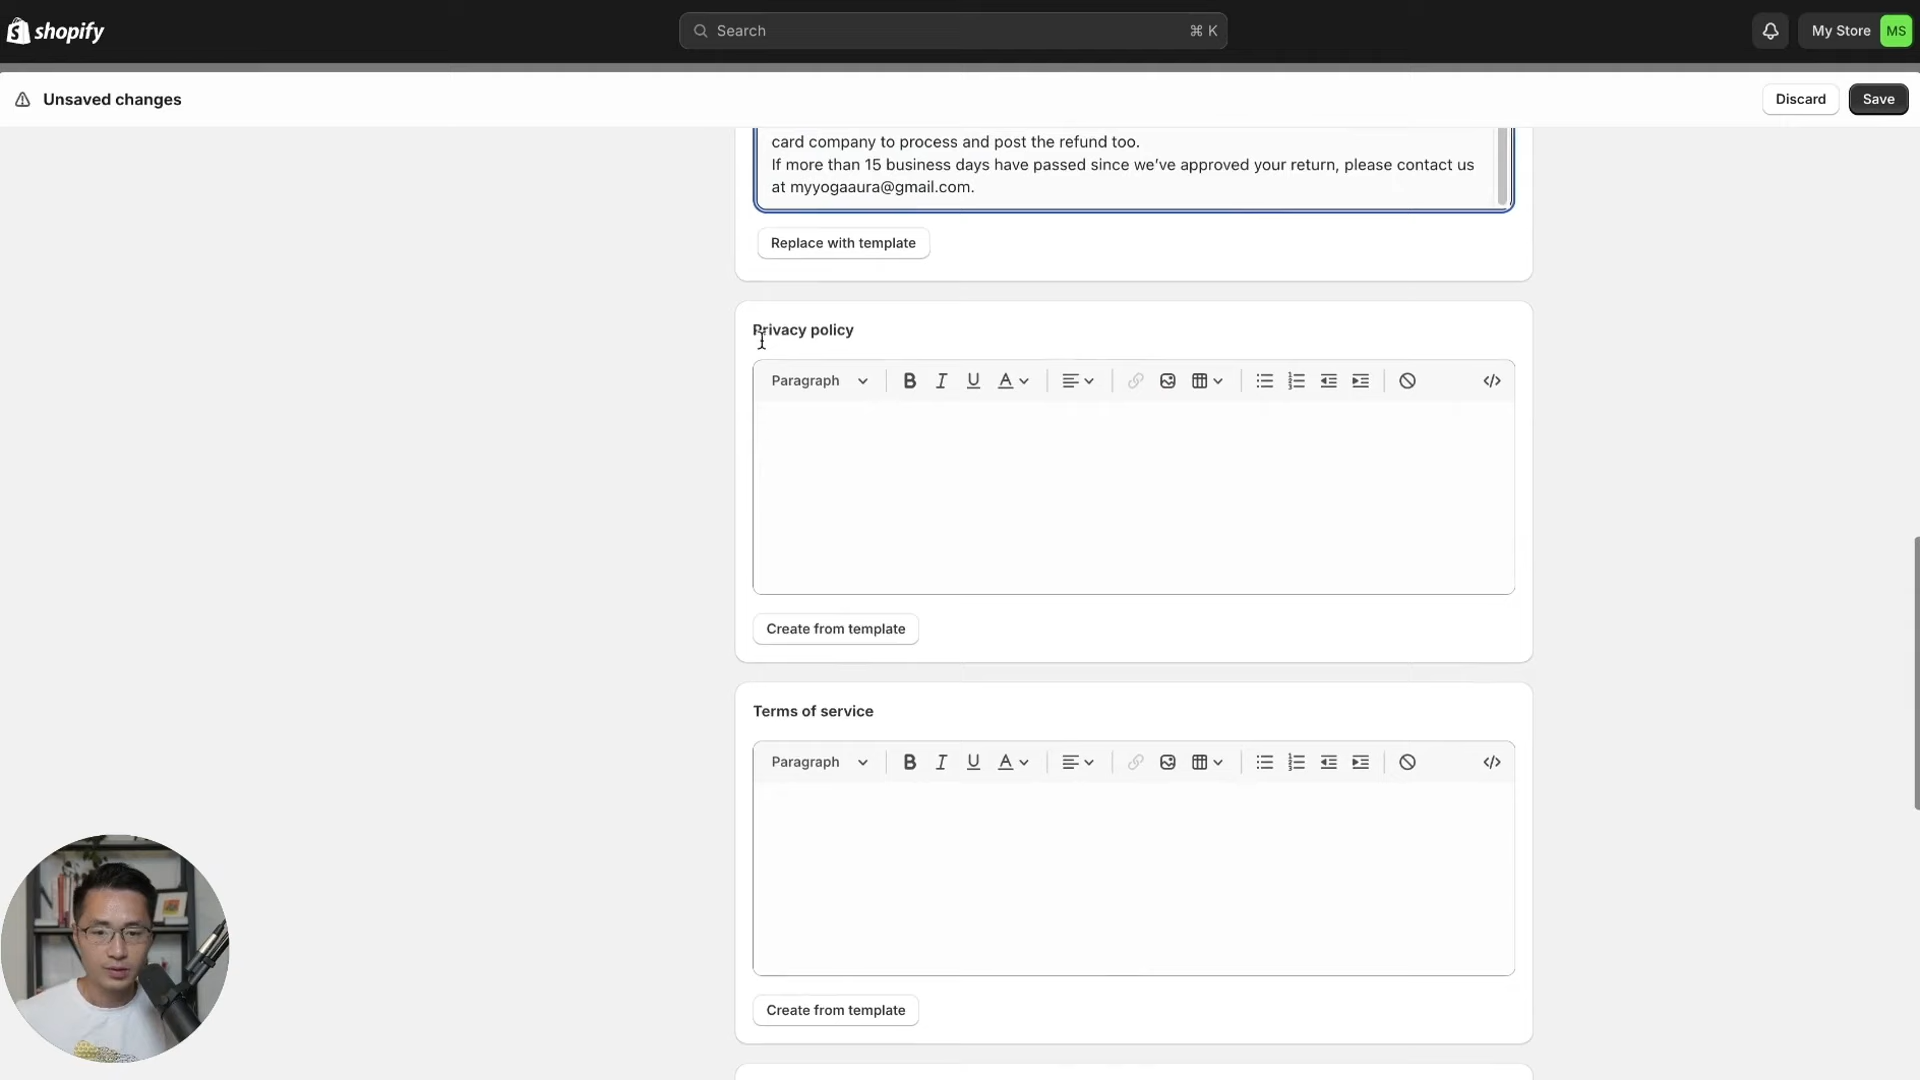 shopify
Search
⌘ K
My Store
MS
Unsaved changes
Discard
Save
card company to process and post the refund too.
If more than 15 business days have passed since we’ve approved your return, please contact us
at myyogaaura@gmail.com.
Replace with template
Privacy policy
Paragraph
B I U A
Create from template
Terms of service
Paragraph
B I U A
Create from template